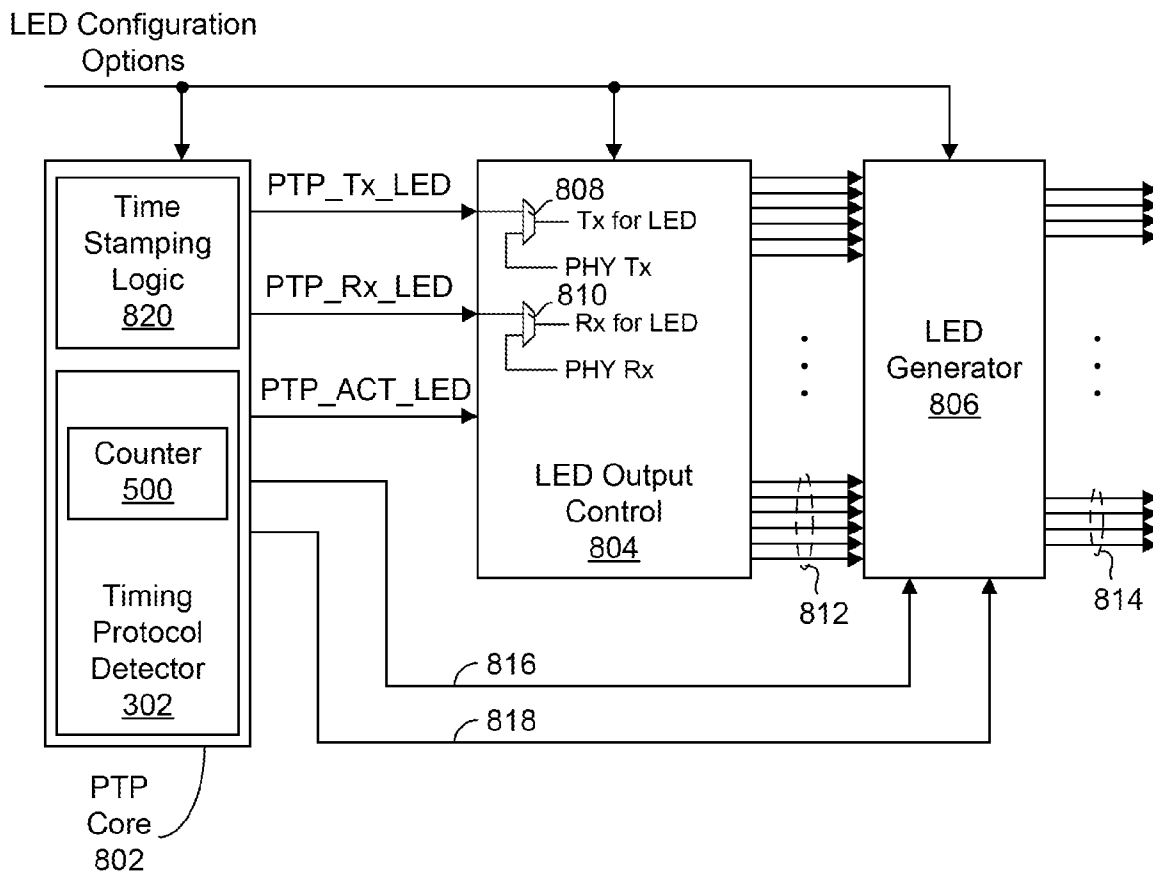 LED Configuration
Options
Time
Stamping
Logic
820
Counter
500
Timing
Protocol
Detector
302
PTP
Core
802
PTP_Tx_LED
PTP_Rx_LED
PTP_ACT_LED
808
Tx for LED
PHY Tx
810
Rx for LED
PHY Rx
LED Output
Control
804
812
LED
Generator
806
814
816
818